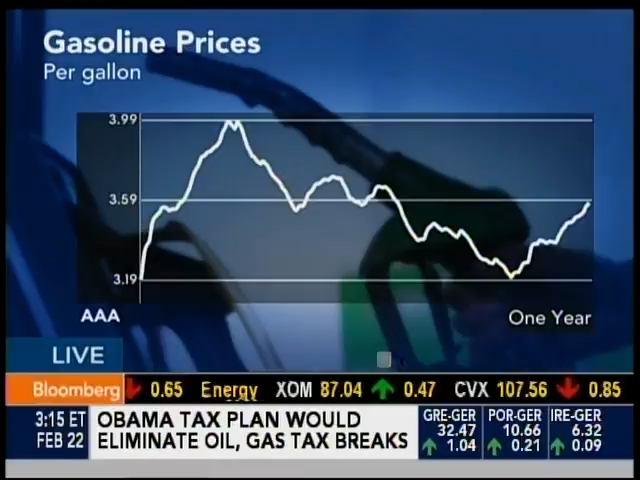 Gasoline Prices
Per gallon
3.99
3.59
3.19
AAA
One Year
LIVE
Bloomberg 0.65 Energy XOM 87.04 0.47 CVX 107.56 0.85
3:15 ET
FEB 22
OBAMA TAX PLAN WOULD
ELIMINATE OIL, GAS TAX BREAKS
GRE-GER
32.47
1.04
POR-GER
10.66
0.21
IRE-GER
6.32
0.09